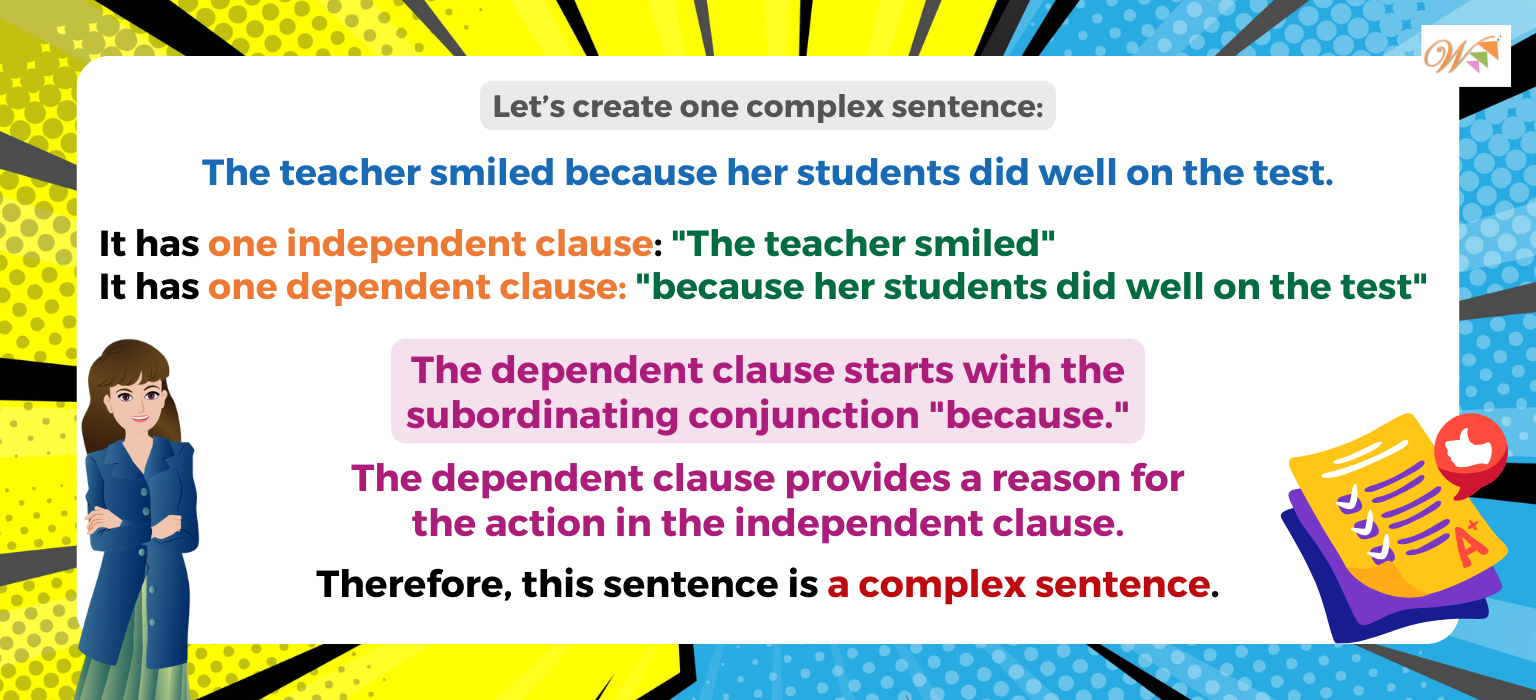 Let’s create one complex sentence:
The teacher smiled because her students did well on the test.
It has one independent clause: "The teacher smiled"
It has one dependent clause: "because her students did well on the test"
The dependent clause starts with the
subordinating conjunction "because."
The dependent clause provides a reason for
the action in the independent clause.
Therefore, this sentence is a complex sentence.
W
A+